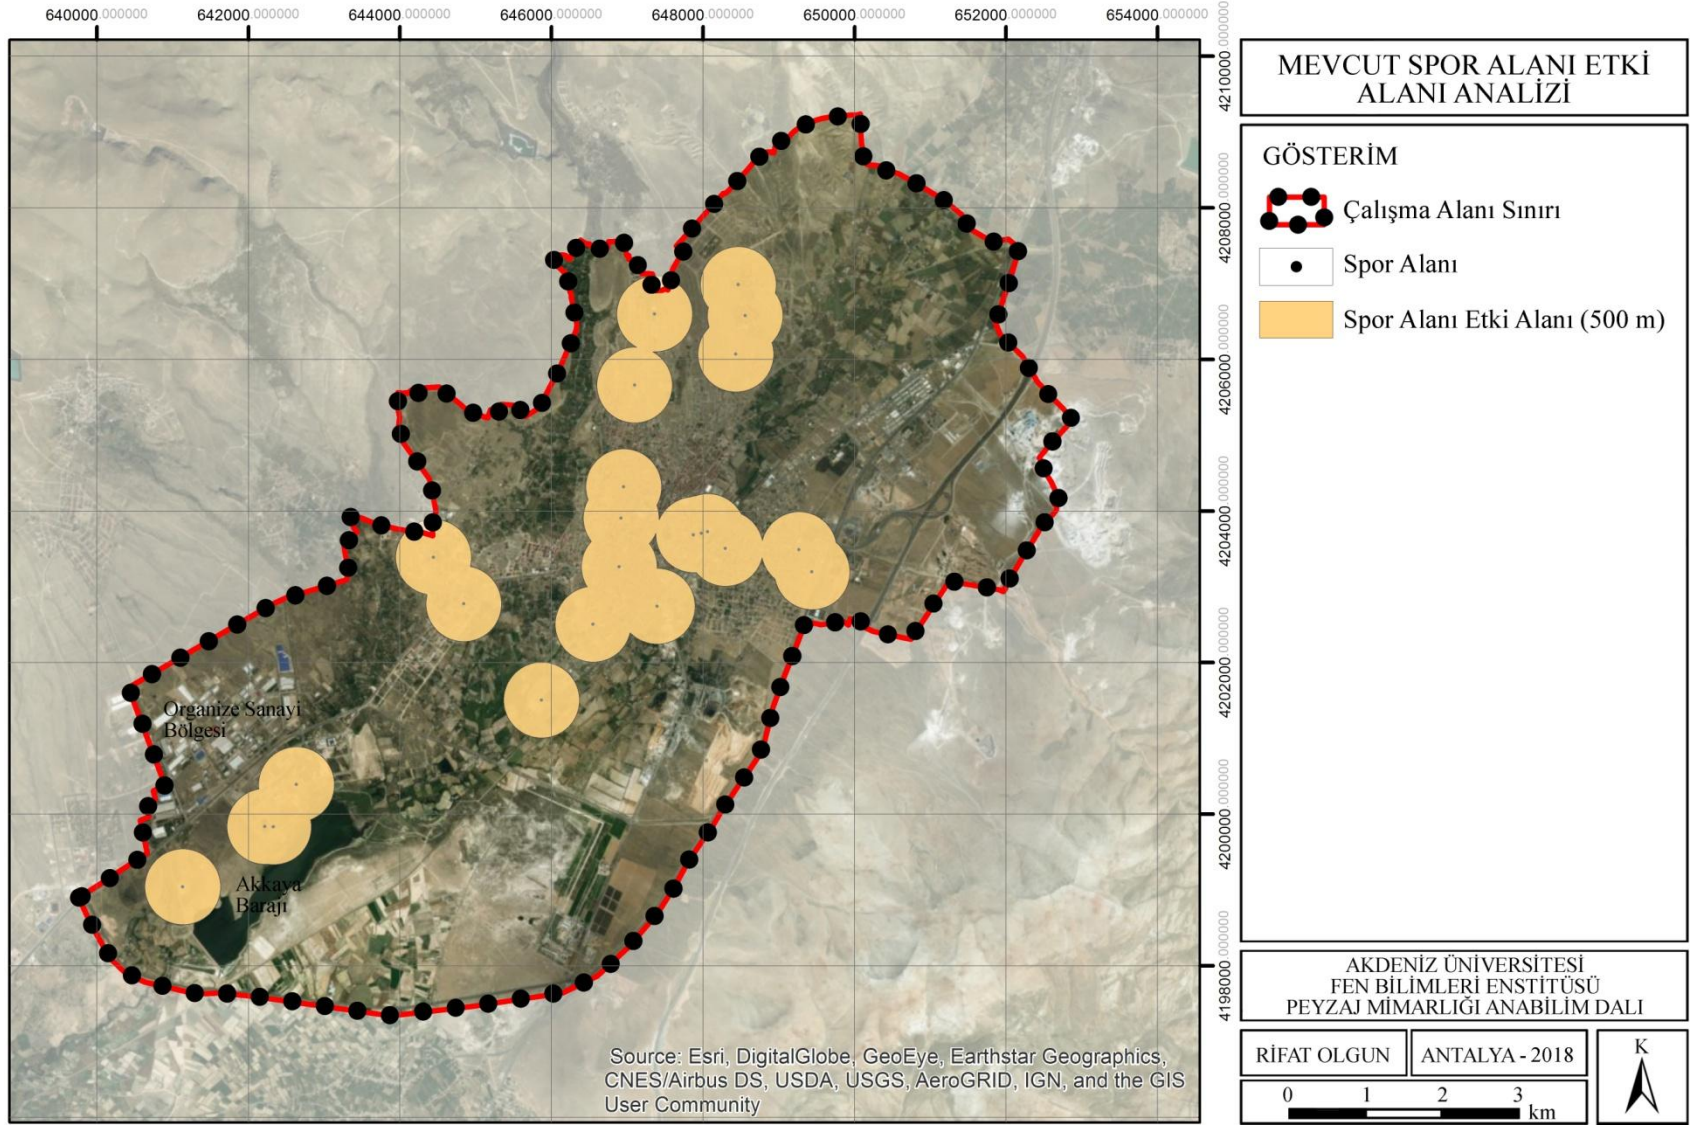 640000.000000 642000.000000 644000.000000 646000.000000 648000.000000 650000.000000 652000.000000 654000.000000
4210000.000000
4208000.000000
4206000.000000
4204000.000000
4202000.000000
4200000.000000
4198000.000000
Organize Sanayi
Bölgesi
Akkaya
Barajı
Source: Esri, DigitalGlobe, GeoEye, Earthstar Geographics,
CNES/Airbus DS, USDA, USGS, AeroGRID, IGN, and the GIS
User Community
MEVCUT SPOR ALANI ETKİ
ALANI ANALİZİ
GÖSTERİM
Çalışma Alanı Sınırı
Spor Alanı
Spor Alanı Etki Alanı (500 m)
AKDENİZ ÜNİVERSİTESİ
FEN BİLİMLERİ ENSTİTÜSÜ
PEYZAJ MİMARLIĞI ANABİLİM DALI
RİFAT OLGUN
ANTALYA - 2018
0 1 2 3
km
K